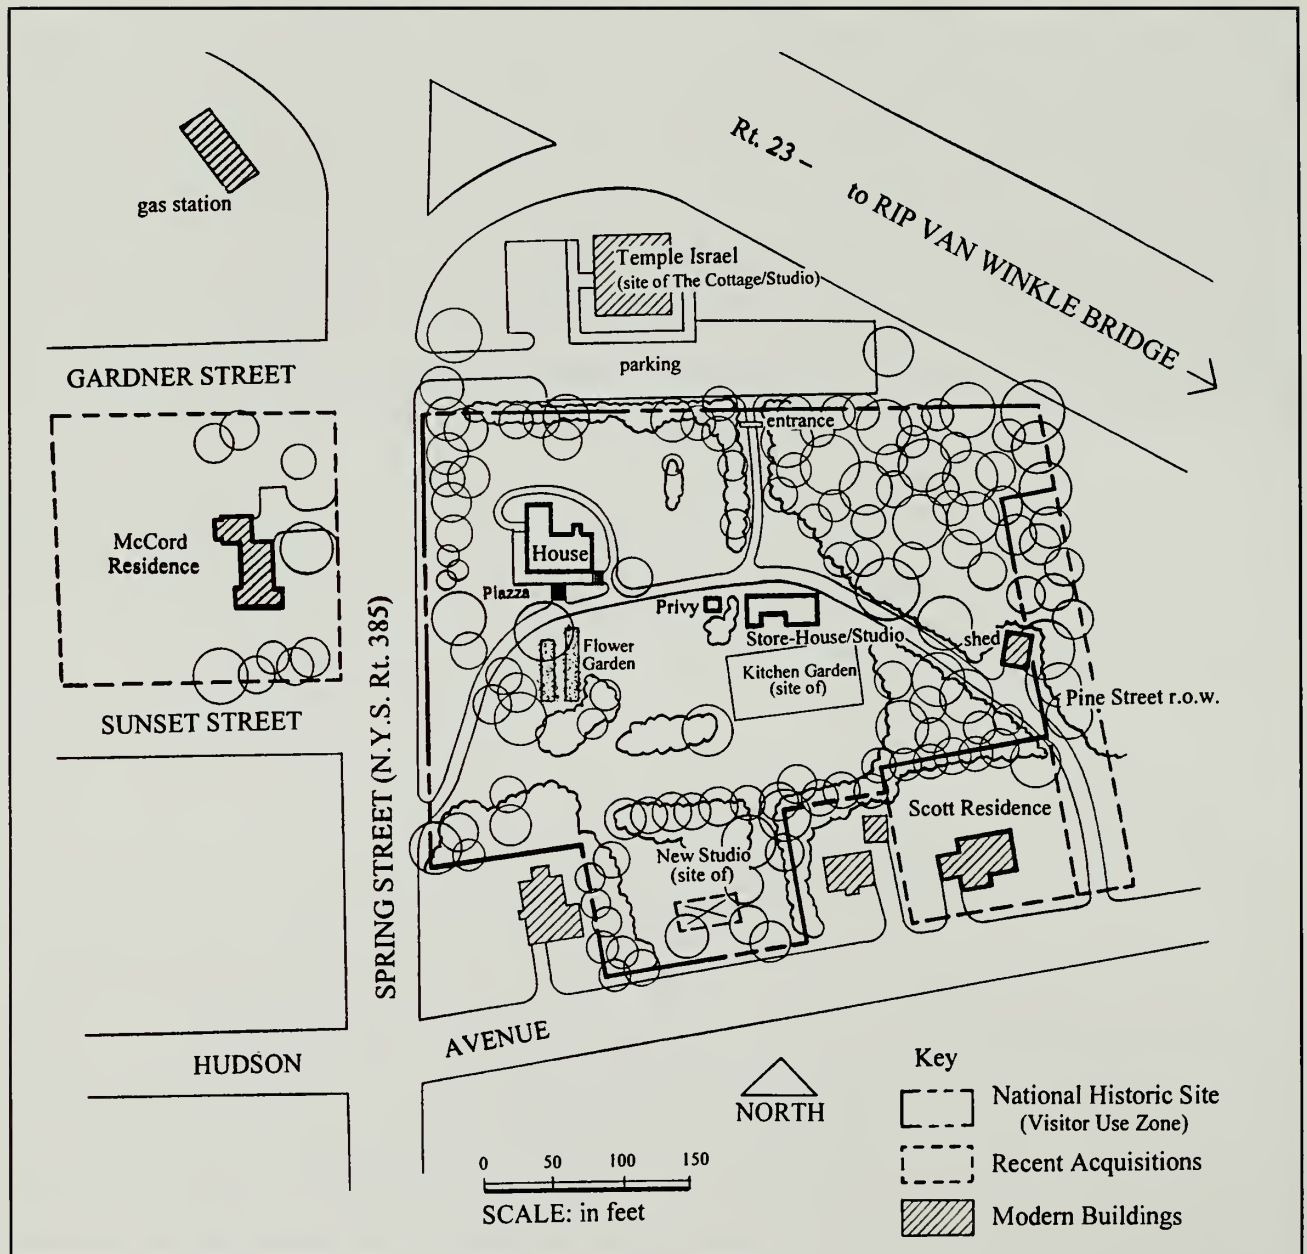 Rt. 23 –
to RIP VAN WINKLE BRIDGE
gas station
Temple Israel
(site of The Cottage/Studio)
parking
GARDNER STREET
entrance
McCord
Residence
House
Piazza
Privy
Store-House/Studio
shed
Flower
Garden
Kitchen Garden
(site of)
Pine Street r.o.w.
SUNSET STREET
SPRING STREET (N.Y.S. Rt. 385)
Scott Residence
New Studio
(site of)
HUDSON
AVENUE
NORTH
Key
National Historic Site
(Visitor Use Zone)
Recent Acquisitions
Modern Buildings
0 50 100 150
SCALE: in feet